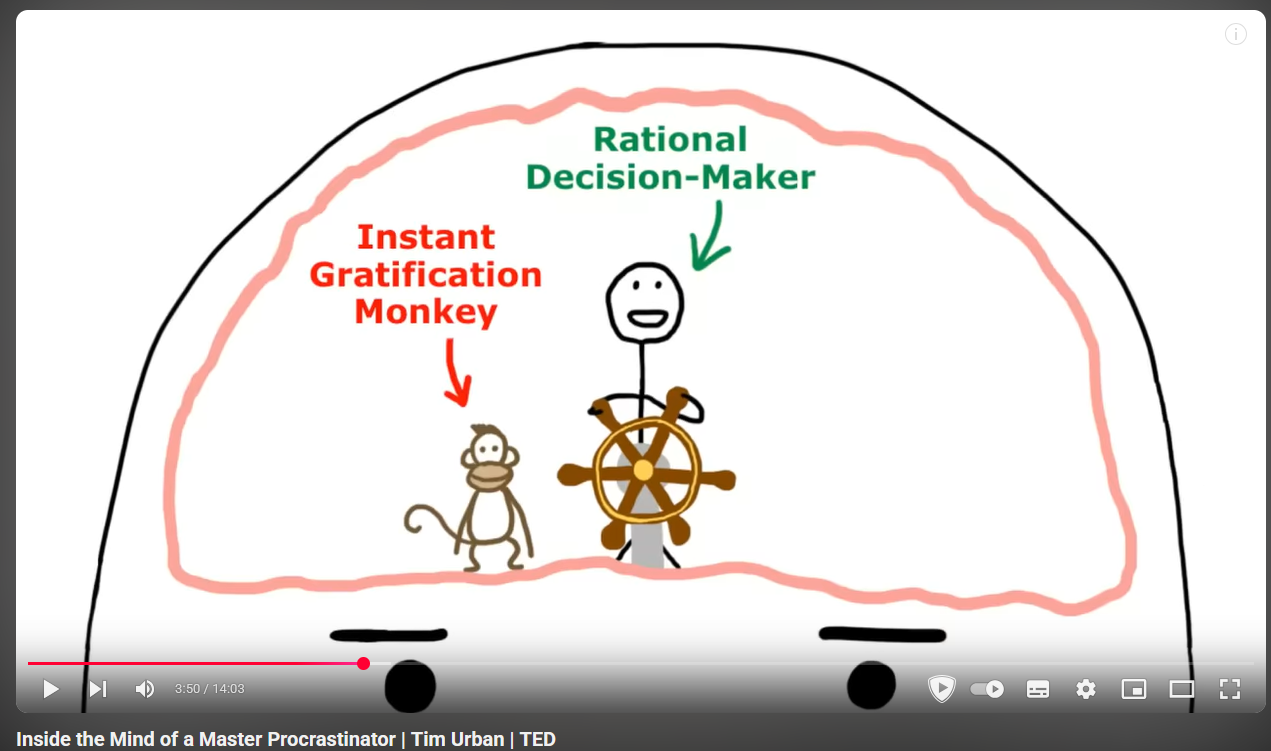 Rational
Decision-Maker
Instant
Gratification
Monkey
3:50 / 14:03
Inside the Mind of a Master Procrastinator | Tim Urban | TED